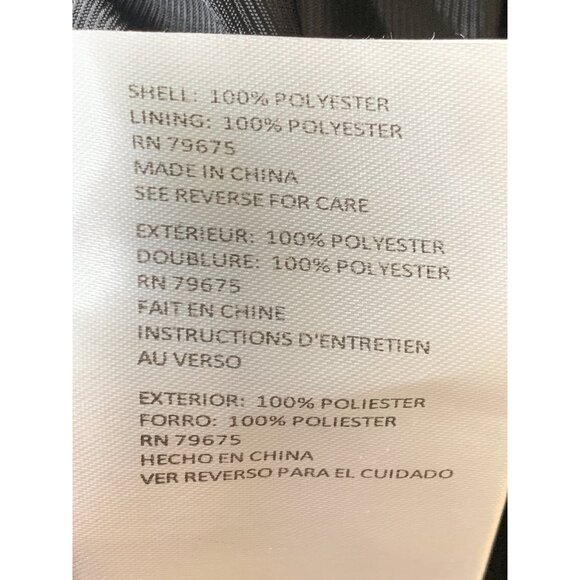 SHELL: 100% POLYESTER
LINING: 100% POLYESTER
RN 79675
MADE IN CHINA
SEE REVERSE FOR CARE
EXTÉRIEUR: 100% POLYESTER
DOUBLURE: 100% POLYESTER
RN 79675
FAIT EN CHINE
INSTRUCTIONS D'ENTRETIEN
AU VERSO
EXTERIOR: 100% POLIESTER
FORRO: 100% POLIESTER
RN 79675
HECHO EN CHINA
VER REVERSO PARA EL CUIDADO